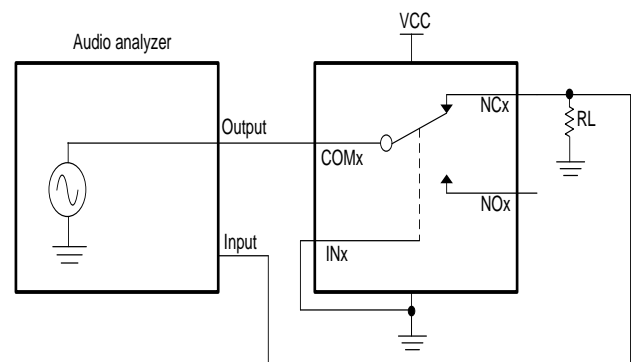 VCC
Audio analyzer
NCx
RL
Output
COMx
NOx
Input
INx